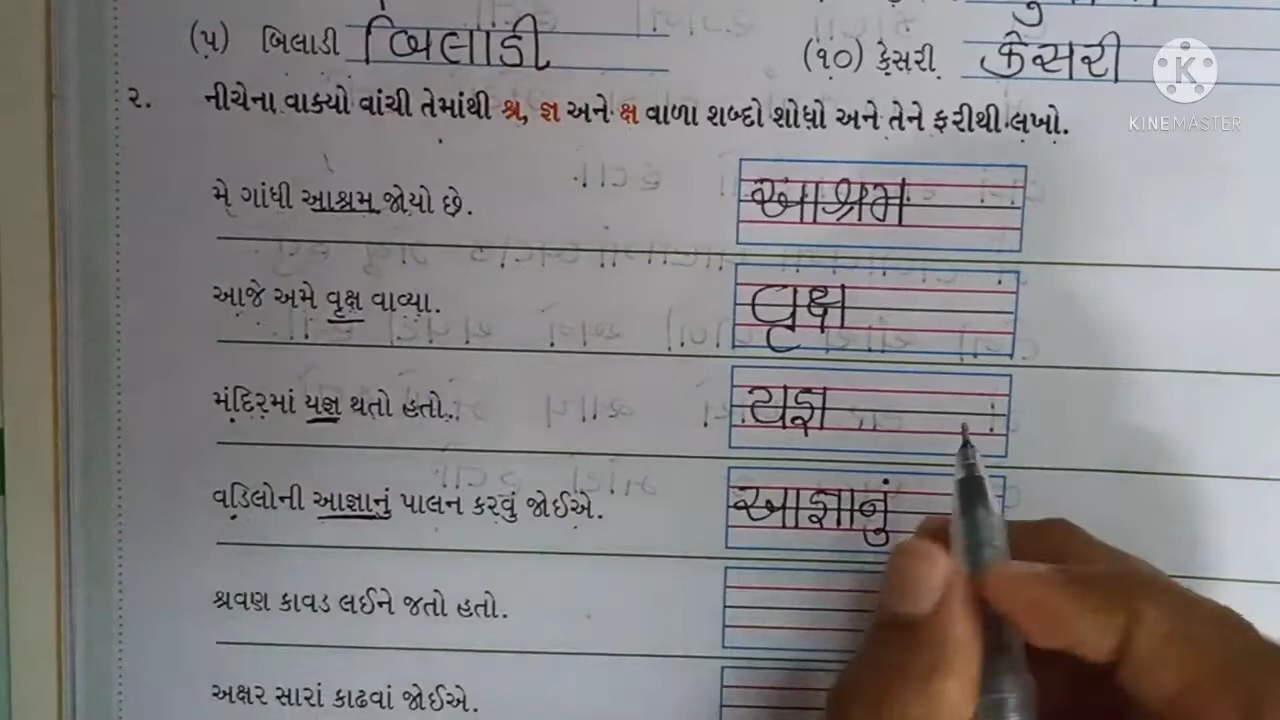 (૫) બિલાડી બિલાડી (૧૦) કેસરી કેસરી
K
KINEMASTER
૨. નીચેના વાક્યો વાંચી તેમાંથી શ્ર, જ્ઞ અને ક્ષ વાળા શબ્દો શોધો અને તેને ફરીથી લખો.
મે ગાંધી આશ્રમ જોયો છે. આશ્રમ
આજે અમે વૃક્ષ વાવ્યા. વૃક્ષ
મંદિરમાં યજ્ઞ થતો હતો. યજ્ઞ
વડિલોની આજ્ઞાનું પાલન કરવું જોઈએ. આજ્ઞાનું
શ્રવણ કાવડ લઈને જતો હતો.
અક્ષર સારાં કાઢવાં જોઈએ.